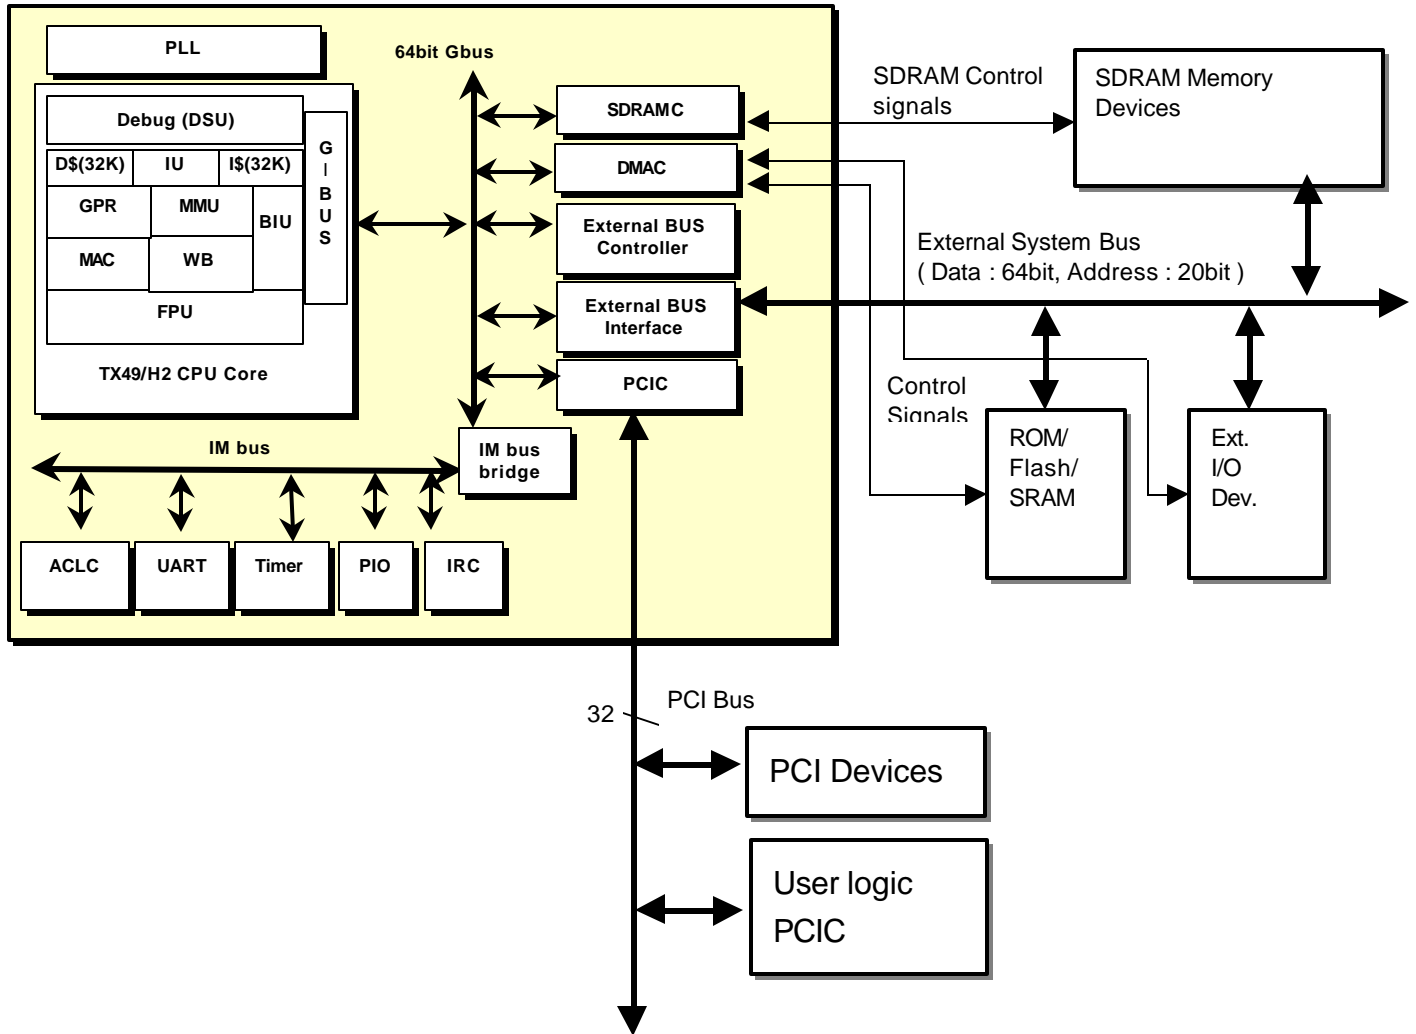 PLL
64bit Gbus
Debug (DSU)
D$(32K)
IU
I$(32K)
GPR
MMU
BIU
MAC
WB
FPU
G
I
B
U
S
TX49/H2 CPU Core
SDRAMC
DMAC
External BUS
Controller
External BUS
Interface
PCIC
IM bus
IM bus
bridge
ACLC
UART
Timer
PIO
IRC
SDRAM Control
signals
SDRAM Memory
Devices
External System Bus
( Data : 64bit, Address : 20bit )
Control
Signals
ROM/
Flash/
SRAM
Ext.
I/O
Dev.
32
PCI Bus
PCI Devices
User logic
PCIC